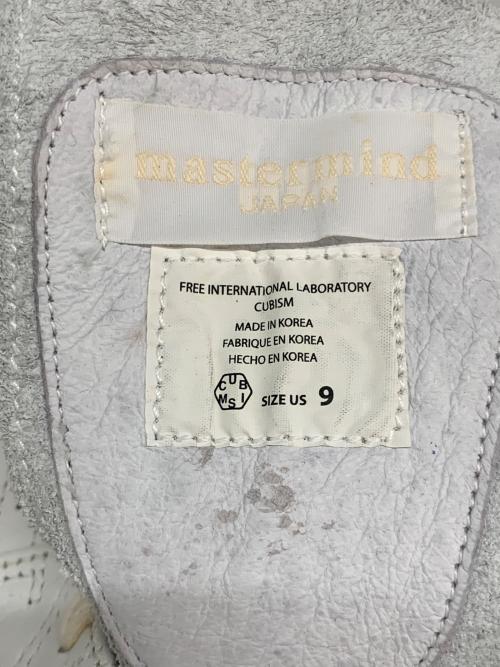 mastermind
JAPAN
FREE INTERNATIONAL LABORATORY
CUBISM
MADE IN KOREA
FABRIQUE EN KOREA
HECHO EN KOREA
CUBISM
SIZE US 9